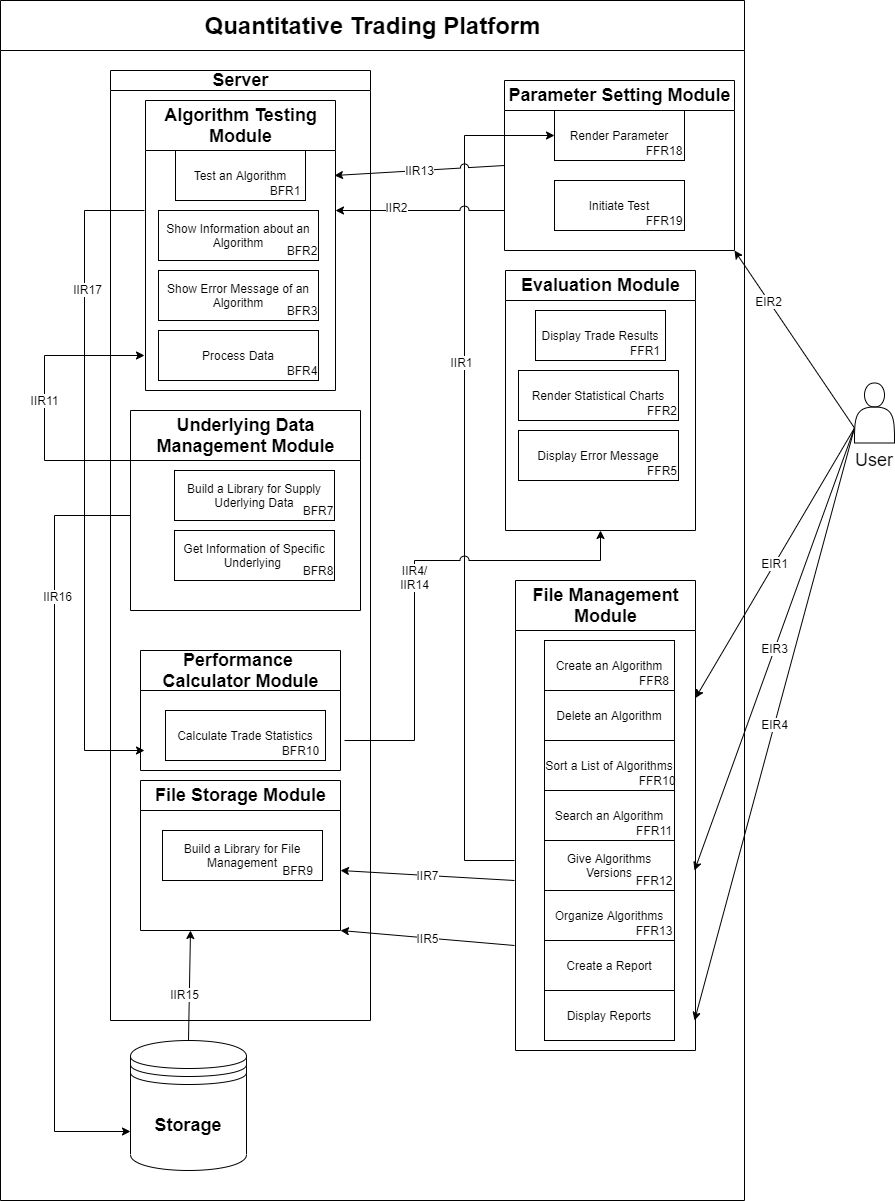 Quantitative Trading Platform
Server
Algorithm Testing
Module
Test an Algorithm
BFR1
Show Information about an
Algorithm
BFR2
Show Error Message of an
Algorithm
BFR3
Process Data
BFR4
Underlying Data
Management Module
Build a Library for Supply
Uderlying Data
BFR7
Get Information of Specific
Underlying
BFR8
Performance
Calculator Module
Calculate Trade Statistics
BFR10
File Storage Module
Build a Library for File
Management
BFR9
Storage
Parameter Setting Module
Render Parameter
FFR18
Initiate Test
FFR19
Evaluation Module
Display Trade Results
FFR1
Render Statistical Charts
FFR2
Display Error Message
FFR5
File Management
Module
Create an Algorithm
FFR8
Delete an Algorithm
Sort a List of Algorithms
FFR10
Search an Algorithm
FFR11
Give Algorithms
Versions
FFR12
Organize Algorithms
FFR13
Create a Report
Display Reports
User
IIR13
IIR2
IIR17
IIR11
IIR1
IIR16
IIR4/
IIR14
IIR7
IIR5
IIR15
EIR2
EIR1
EIR3
EIR4